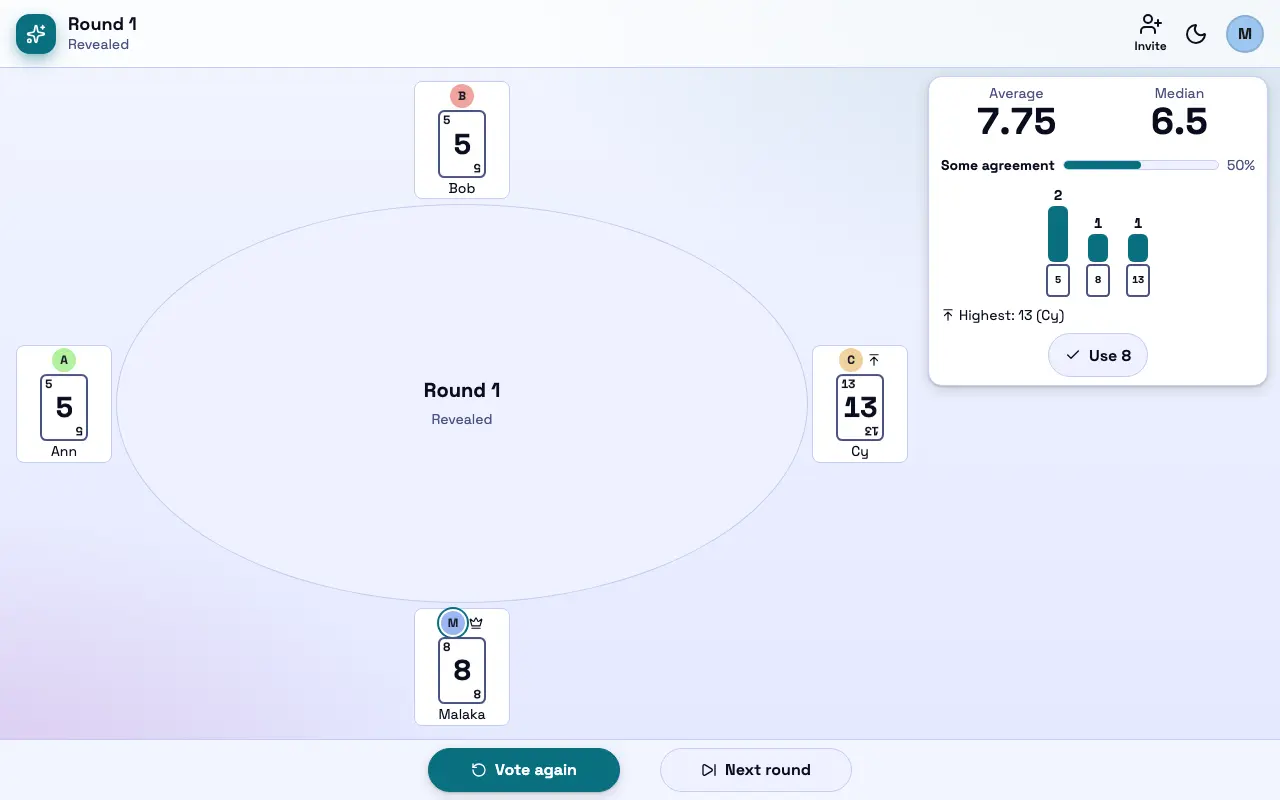 Round 1
Revealed
Invite
M
B
5
5
5
Bob
Average
7.75
Median
6.5
Some agreement
50%
2
1
1
5
8
13
Highest: 13 (Cy)
Use 8
A
5
5
5
Ann
Round 1
Revealed
C
13
13
13
Cy
M
8
8
8
Malaka
Vote again
Next round